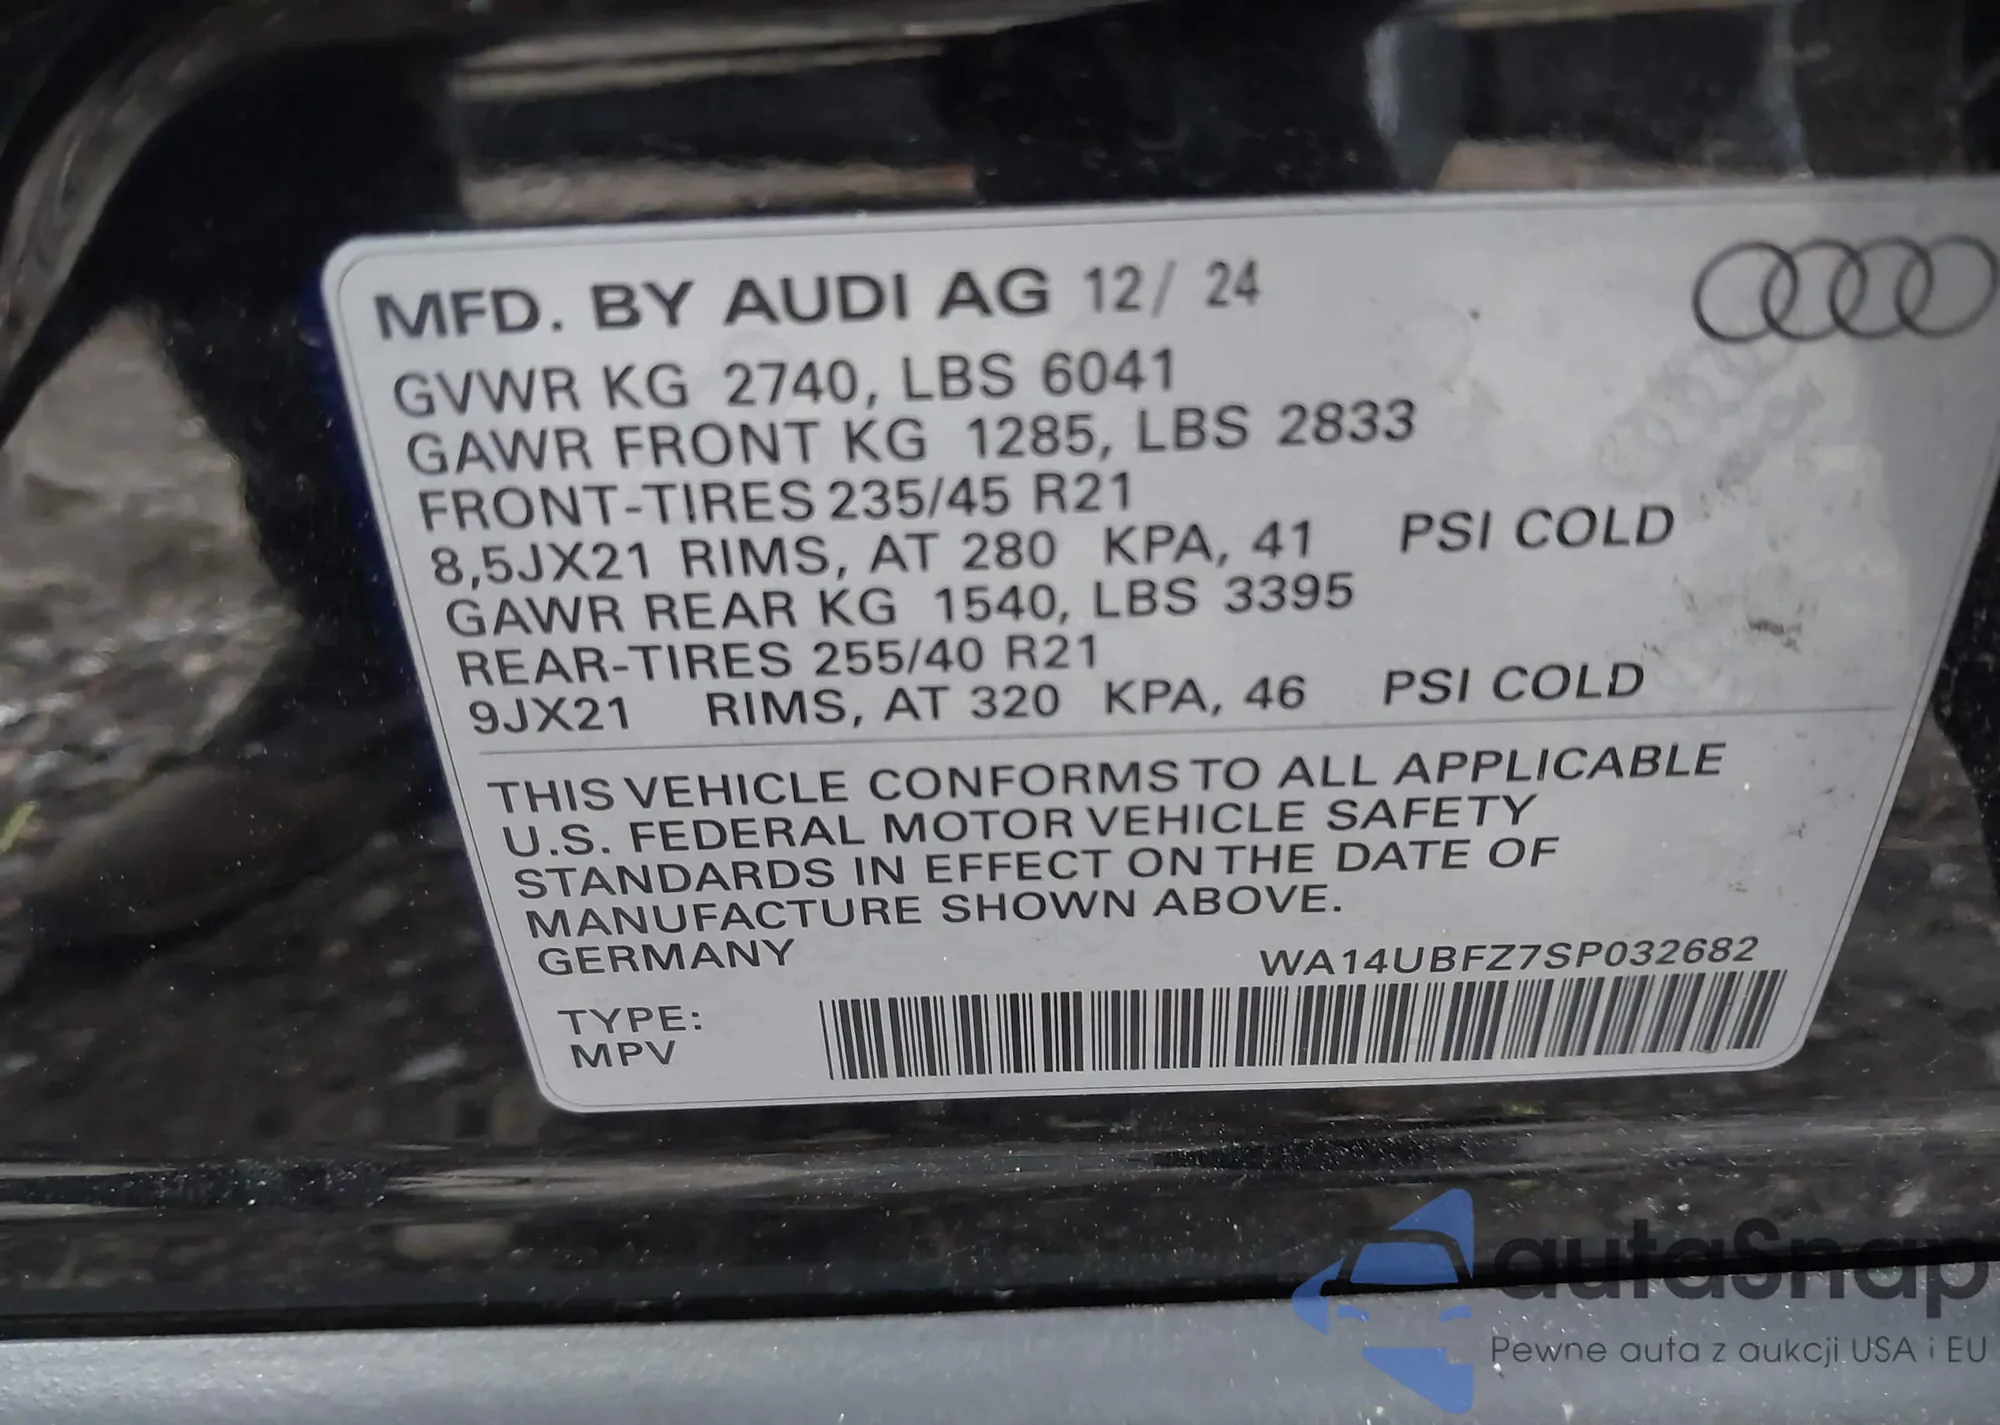 MFD. BY AUDI AG 12/ 24
GVWR KG 2740, LBS 6041
GAWR FRONT KG 1285, LBS 2833
FRONT-TIRES 235/45 R21
8,5JX21 RIMS, AT 280 KPA, 41 PSI COLD
GAWR REAR KG 1540, LBS 3395
REAR-TIRES 255/40 R21
9JX21 RIMS, AT 320 KPA, 46 PSI COLD
THIS VEHICLE CONFORMS TO ALL APPLICABLE
U.S. FEDERAL MOTOR VEHICLE SAFETY
STANDARDS IN EFFECT ON THE DATE OF
MANUFACTURE SHOWN ABOVE.
GERMANY WA14UBFZ7SP032682
TYPE:
MPV
autaSnap
Pewne auta z aukcji USA i EU